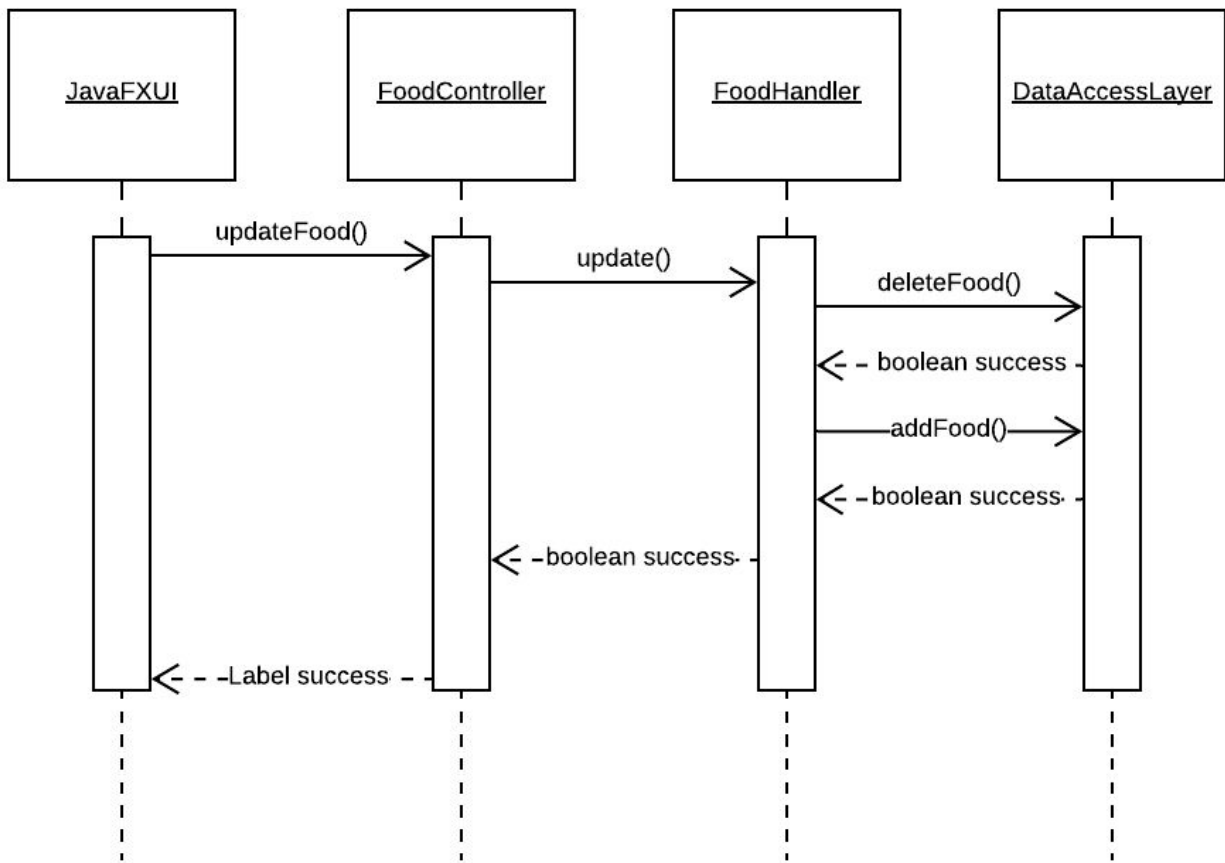 JavaFXUI
FoodController
FoodHandler
DataAccessLayer
updateFood()
update()
deleteFood()
boolean success
addFood()
boolean success
boolean success
Label success